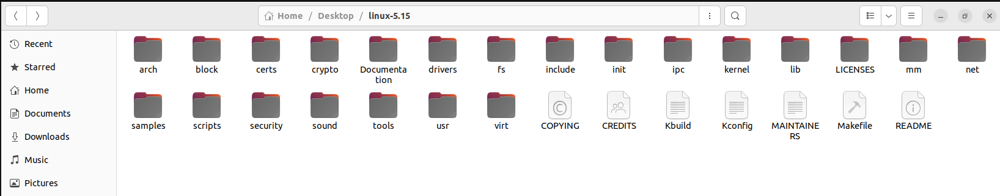 Home / Desktop / linux-5.15
Recent
Starred
Home
Documents
Downloads
Music
Pictures
arch block certs crypto Documenta drivers fs include init ipc kernel lib LICENSES mm net
tion
samples scripts security sound tools usr virt COPYING CREDITS Kbuild Kconfig MAINTAINE Makefile README
RS